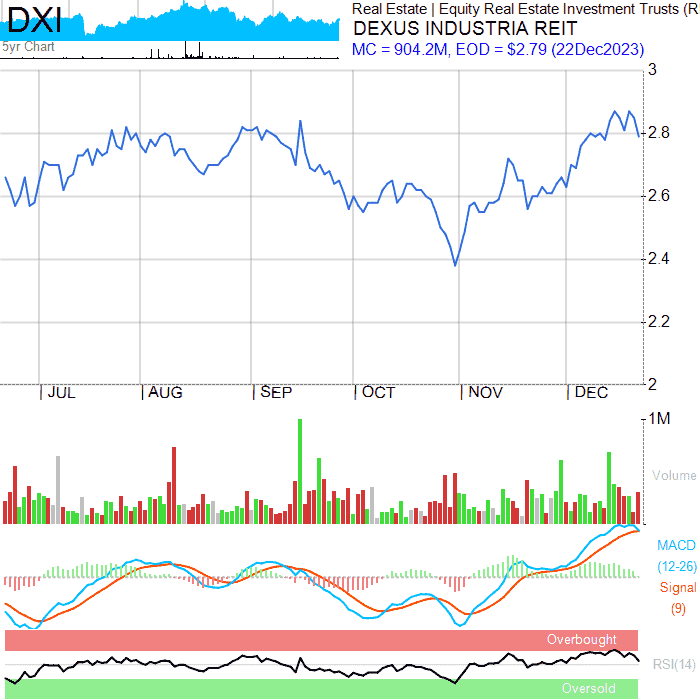 DXI
5yr Chart
Real Estate | Equity Real Estate Investment Trusts (R
DEXUS INDUSTRIA REIT
MC = 904.2M, EOD = $2.79 (22Dec2023)
3
2.8
2.6
2.4
2.2
2
JUL
AUG
SEP
OCT
NOV
DEC
1M
Volume
MACD
(12-26)
Signal
(9)
Overbought
RSI(14)
Oversold